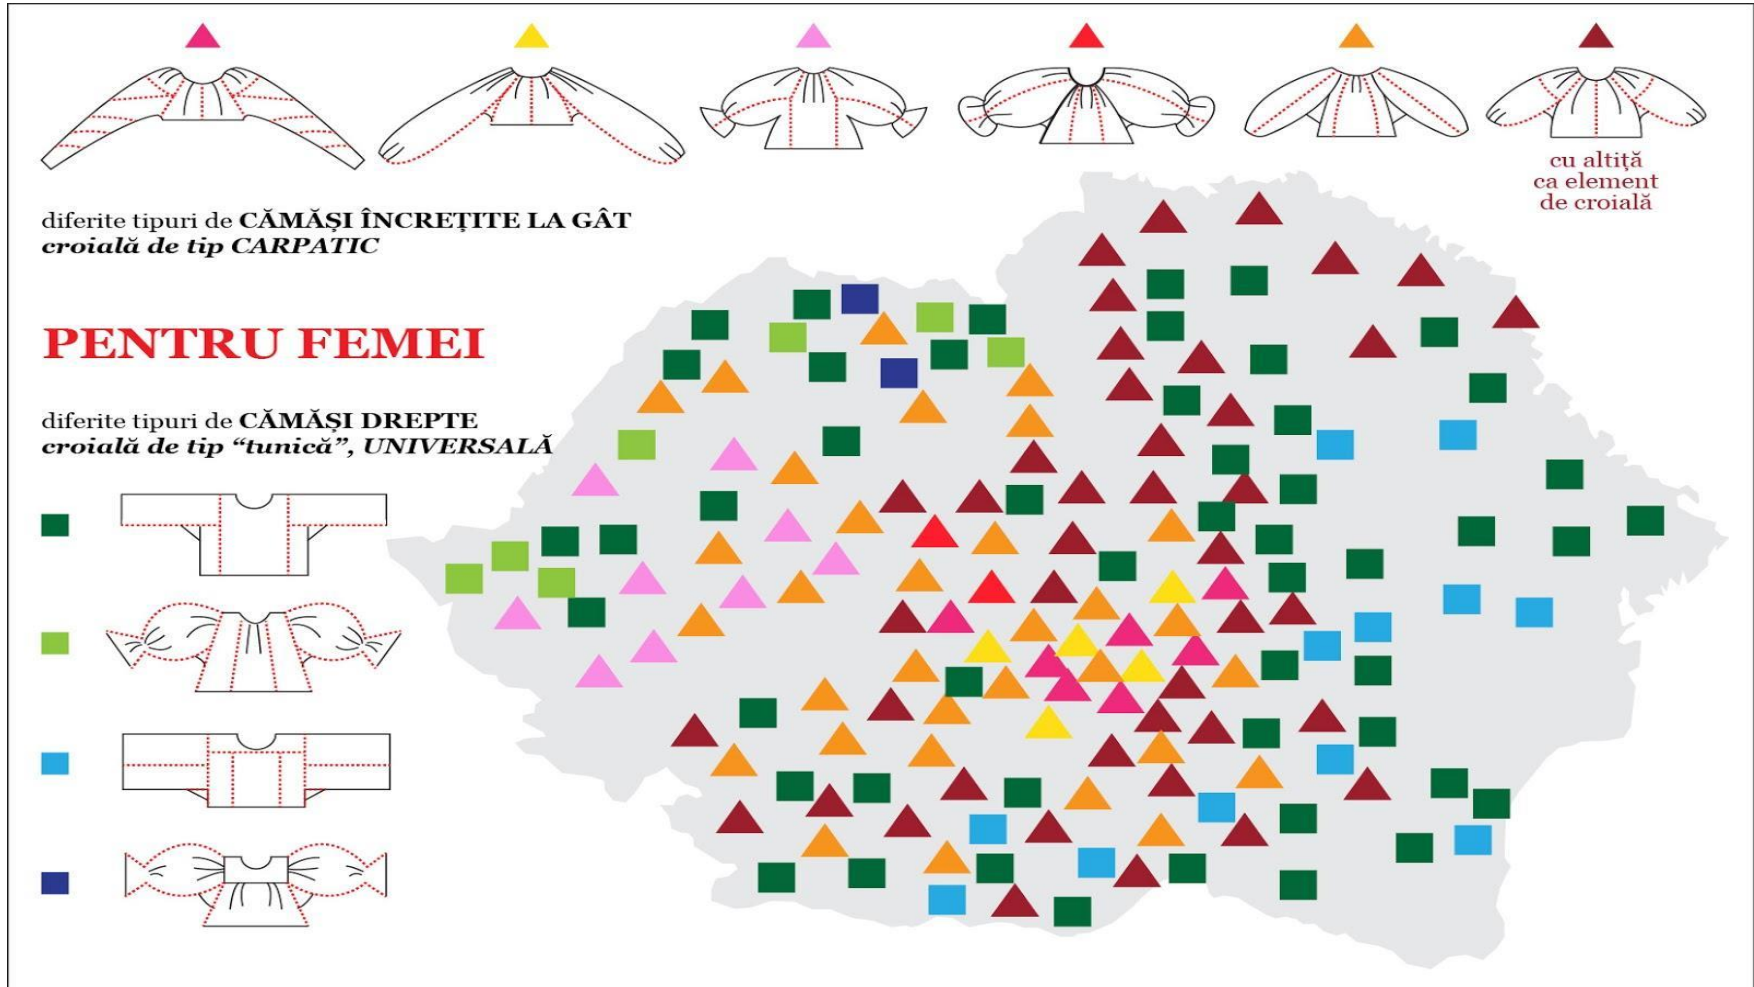 cu altiță
ca element
de croială
diferite tipuri de CĂMĂȘI ÎNCREȚITE LA GÂT
croială de tip CARPATIC
PENTRU FEMEI
diferite tipuri de CĂMĂȘI DREPTE
croială de tip “tunică”, UNIVERSALĂ